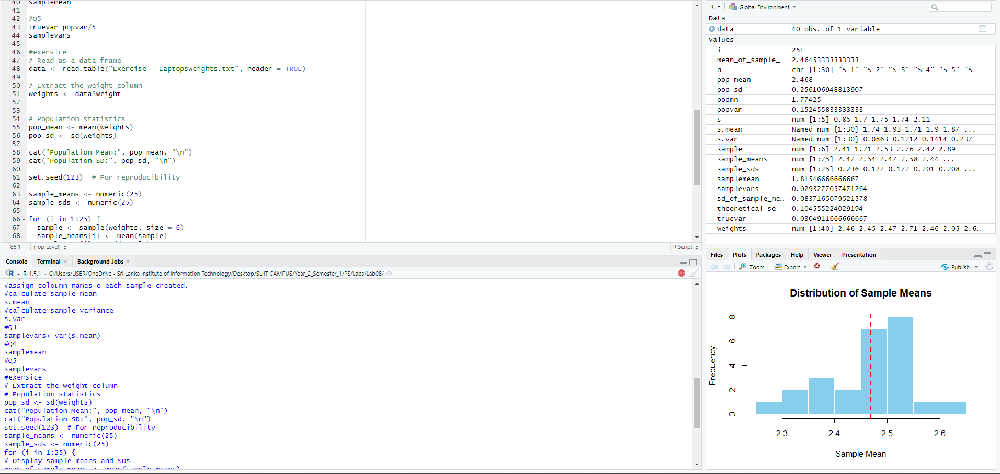 40 samplemean
41
42 #Q5
43 truevar=popvar/5
44 samplevars
45
46 #exersice
47 # Read as a data frame
48 data <- read.table("Exercise - LaptopsWeights.txt", header = TRUE)
49
50 # Extract the weight column
51 weights <- data$Weight
52
53
54 # Population statistics
55 pop_mean <- mean(weights)
56 pop_sd <- sd(weights)
57
58 cat("Population Mean:", pop_mean, "\n")
59 cat("Population SD:", pop_sd, "\n")
60
61 set.seed(123)  # For reproducibility
62
63 sample_means <- numeric(25)
64 sample_sds <- numeric(25)
65
66 for (i in 1:25) {
67   sample <- sample(weights, size = 6)
68   sample_means[i] <- mean(sample)
86:1 (Top Level) R Script
Console Terminal Background Jobs
R 4.5.1 · C:/Users/USER/OneDrive - Sri Lanka Institute of Information Technology/Desktop/SLIIT CAMPUS/Year_2_Semester_1/PS/Labs/Lab08/
STOP
#assign coloumn names o each sample created.
#calculate sample mean
s.mean
#calculate sample variance
s.var
#Q3
samplevars<-var(s.mean)
#Q4
samplemean
#Q5
samplevars
#exersice
# Extract the weight column
# Population statistics
pop_sd <- sd(weights)
cat("Population Mean:", pop_mean, "\n")
cat("Population SD:", pop_sd, "\n")
set.seed(123)  # For reproducibility
sample_means <- numeric(25)
sample_sds <- numeric(25)
for (i in 1:25) {
# Display sample means and SDs
mean_of_sample_means <- mean(sample_means)
R Global Environment
Data
data 40 obs. of 1 variable
Values
i 25L
mean_of_sample_… 2.46453333333333
n chr [1:30] "S 1" "S 2" "S 3" "S 4" "S 5" "S …
pop_mean 2.468
pop_sd 0.256106948813907
popmn 1.77425
popvar 0.152455833333333
s num [1:5] 0.85 1.7 1.75 1.74 2.11
s.mean Named num [1:30] 1.74 1.93 1.71 1.9 1.87 ...
s.var Named num [1:30] 0.0863 0.1212 0.1414 0.237 …
sample num [1:6] 2.41 1.71 2.53 2.76 2.42 2.89
sample_means num [1:25] 2.47 2.54 2.47 2.58 2.44 ...
sample_sds num [1:25] 0.236 0.127 0.172 0.201 0.208 ...
samplemean 1.81546666666667
samplevars 0.0293277057471264
sd_of_sample_me… 0.0837165079521578
theoretical_se 0.104555224029194
truevar 0.0304911666666667
weights num [1:40] 2.46 2.45 2.47 2.71 2.46 2.05 2.6…
Files Plots Packages Help Viewer Presentation
Zoom Export Publish
Distribution of Sample Means
Frequency
8
6
4
2
0
2.3 2.4 2.5 2.6
Sample Mean